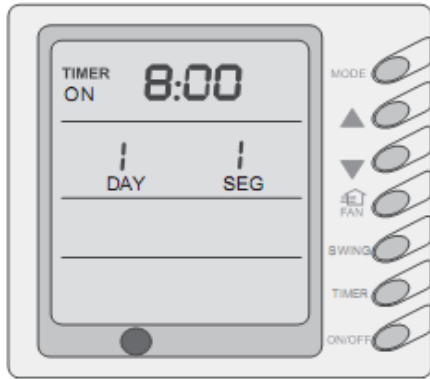 TIMER
ON
8:00
1
1
DAY
SEG
MODE
▲
▼
FAN
SWING
TIMER
ON/OFF